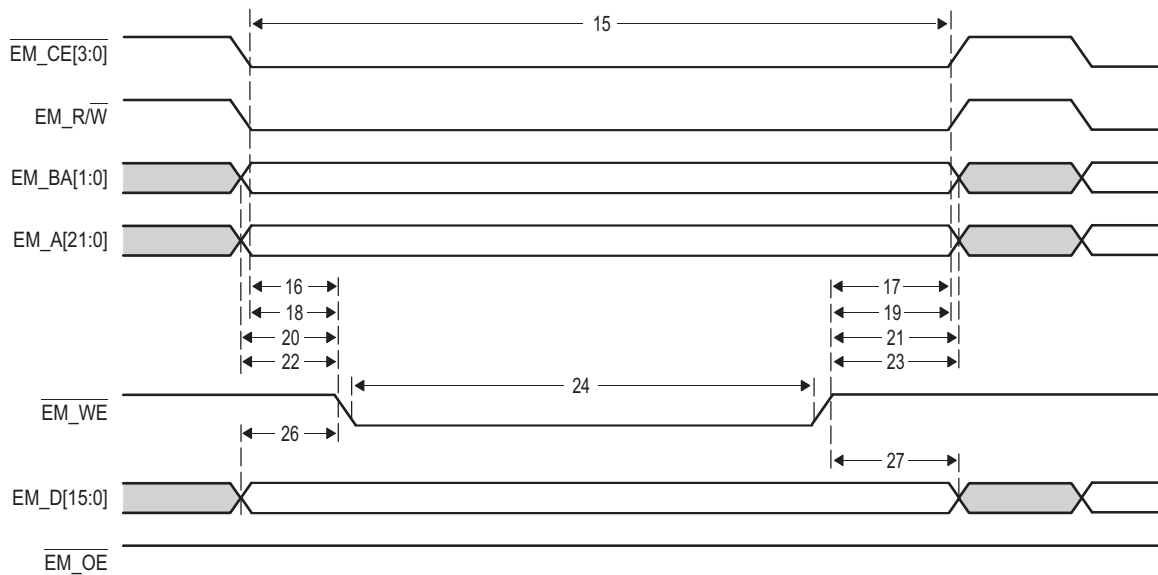 15
EM_CE[3:0]
EM_R/W
EM_BA[1:0]
EM_A[21:0]
16
17
18
19
20
21
22
23
24
EM_WE
26
27
EM_D[15:0]
EM_OE